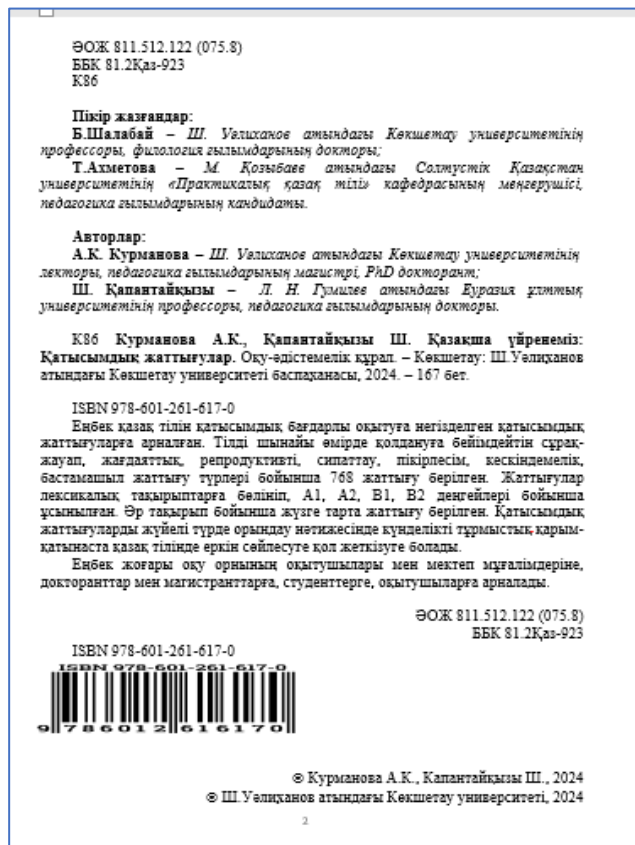 ӘОЖ 811.512.122 (075.8)
ББК 81.2Қаз-923
К86
Пікір жазғандар:
Б.Шалабай – Ш. Уәлиханов атындағы Көкшетау университетінің
профессоры, филология ғылымдарының докторы;
Т.Ахметова – М. Қозыбаев атындағы Солтүстік Қазақстан
университетінің «Практикалық қазақ тілі» кафедрасының меңгерушісі,
педагогика ғылымдарының кандидаты.
Авторлар:
А.К. Курманова – Ш. Уәлиханов атындағы Көкшетау университетінің
лекторы, педагогика ғылымдарының магистрі, PhD докторант;
Ш. Қапантайқызы – Л. Н. Гумилев атындағы Еуразия ұлттық
университетінің профессоры, педагогика ғылымдарының докторы.
К86 Курманова А.К., Қапантайқызы Ш. Қазақша үйренеміз:
Қатысымдық жаттығулар. Оқу-әдістемелік құрал. – Көкшетау: Ш.Уәлиханов
атындағы Көкшетау университеті баспаханасы, 2024. – 167 бет.
ISBN 978-601-261-617-0
Еңбек қазақ тілін қатысымдық бағдарлы оқытуға негізделген қатысымдық
жаттығуларға арналған. Тілді шынайы өмірде қолдануға бейімдейтін сұрақ-
жауап, жағдаяттық, репродуктивті, сипаттау, пікірлесім, кескіндемелік,
бастамашыл жаттығу түрлері бойынша 768 жаттығу берілген. Жаттығулар
лексикалық тақырыптарға бөлініп, А1, А2, В1, В2 деңгейлері бойынша
ұсынылған. Әр тақырып бойынша жүзге тарта жаттығу берілген. Қатысымдық
жаттығуларды жүйелі түрде орындау нәтижесінде күнделікті тұрмыстық қарым-
қатынаста қазақ тілінде еркін сөйлесуге қол жеткізуге болады.
Еңбек жоғары оқу орнының оқытушылары мен мектеп мұғалімдеріне,
докторанттар мен магистранттарға, студенттерге, оқытушыларға арналады.
ӘОЖ 811.512.122 (075.8)
ББК 81.2Қаз-923
ISBN 978-601-261-617-0
ISBN 978-601-261-617-0
9 786012 616170
© Курманова А.К., Капантайқызы Ш., 2024
© Ш.Уәлиханов атындағы Көкшетау университеті, 2024
2